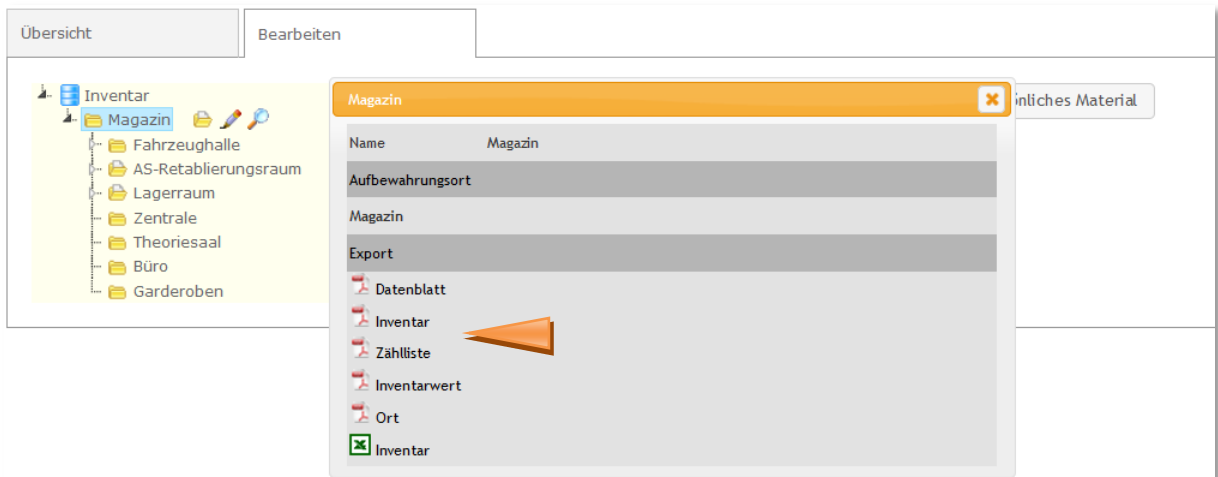 Übersicht
Bearbeiten
Inventar
Magazin
Fahrzeughalle
AS-Retablierungsraum
Lagerraum
Zentrale
Theoriesaal
Büro
Garderoben
Magazin
nliches Material
Name Magazin
Aufbewahrungsort
Magazin
Export
Datenblatt
Inventar
Zählliste
Inventarwert
Ort
Inventar